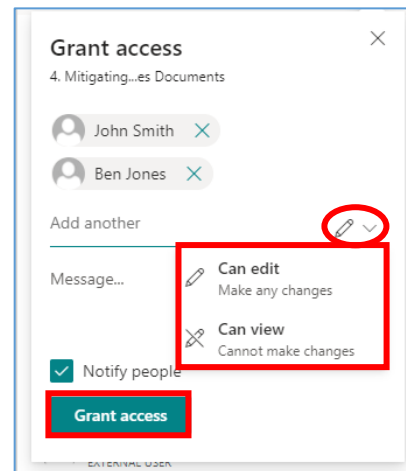 Grant access
4. Mitigating...es Documents
John Smith
Ben Jones
Add another
Can edit
Message...
Make any changes
Can view
Cannot make changes
Notify people
Grant access
EXTERNAL USER